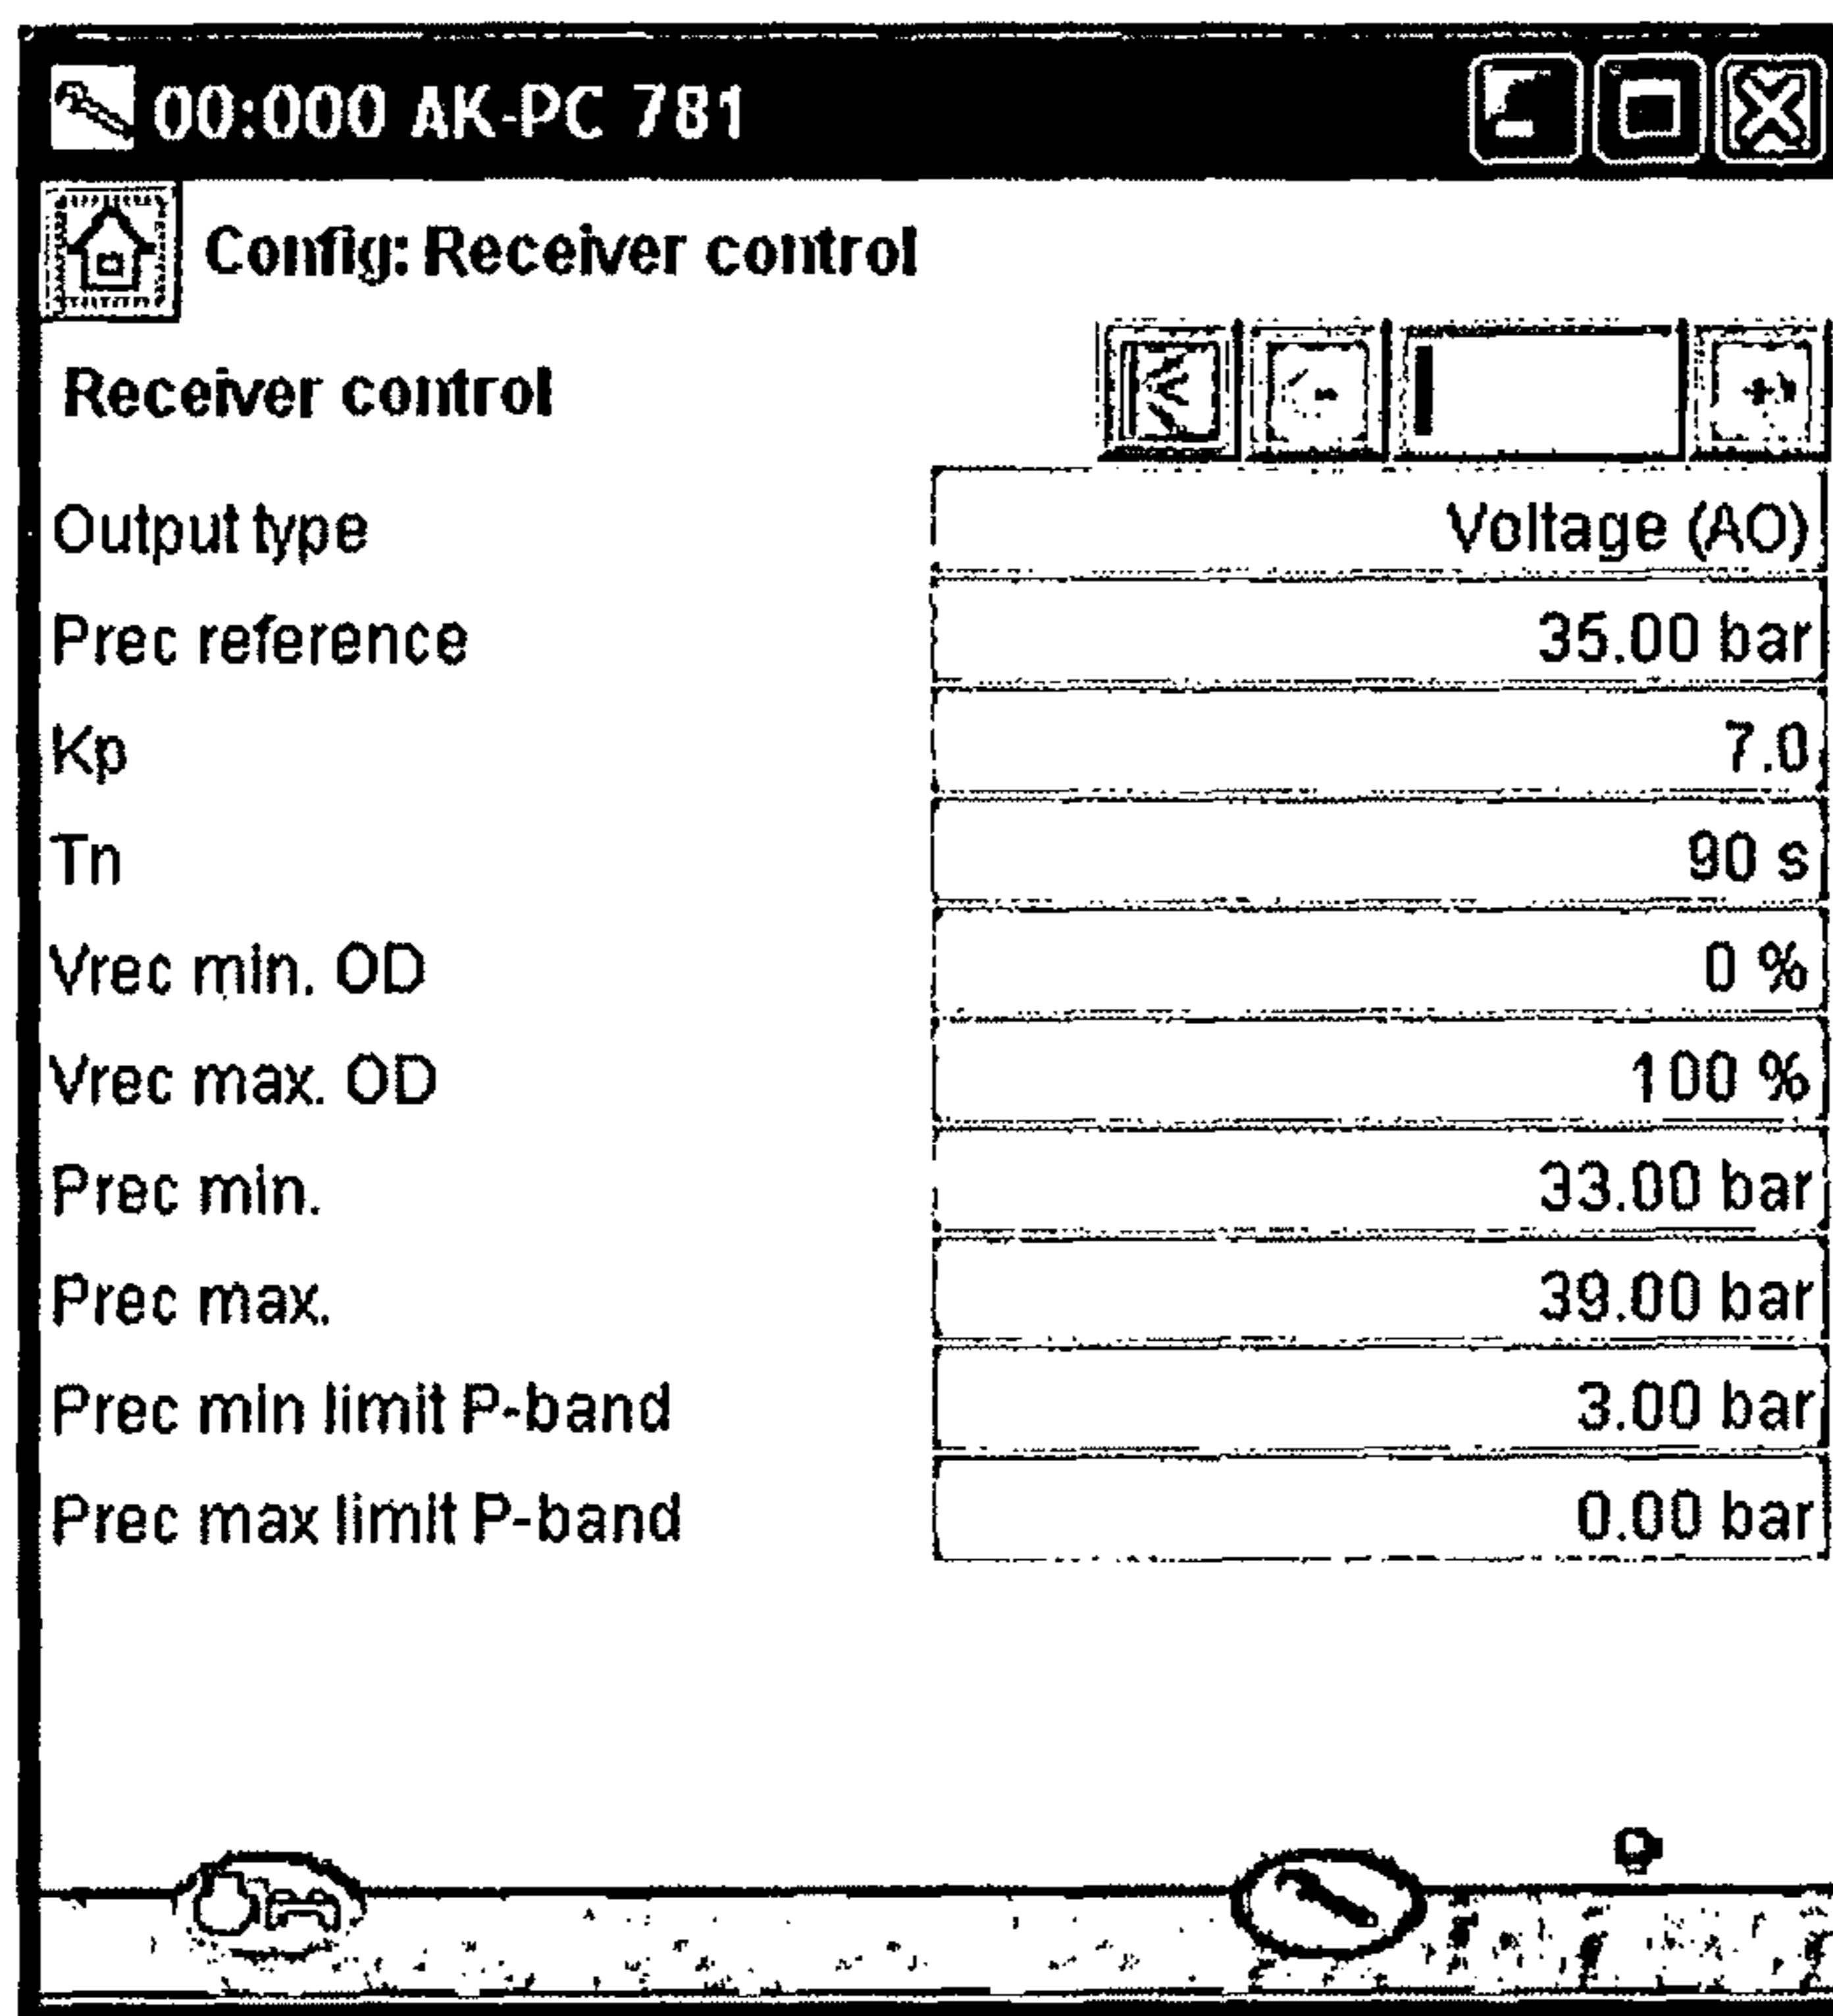 00:000 AK-PC 781
Config: Receiver control
Receiver control
Output type Voltage (AO)
Prec reference 35.00 bar
Kp 7.0
Tn 90 s
Vrec min. OD 0 %
Vrec max. OD 100 %
Prec min. 33.00 bar
Prec max. 39.00 bar
Prec min limit P-band 3.00 bar
Prec max limit P-band 0.00 bar